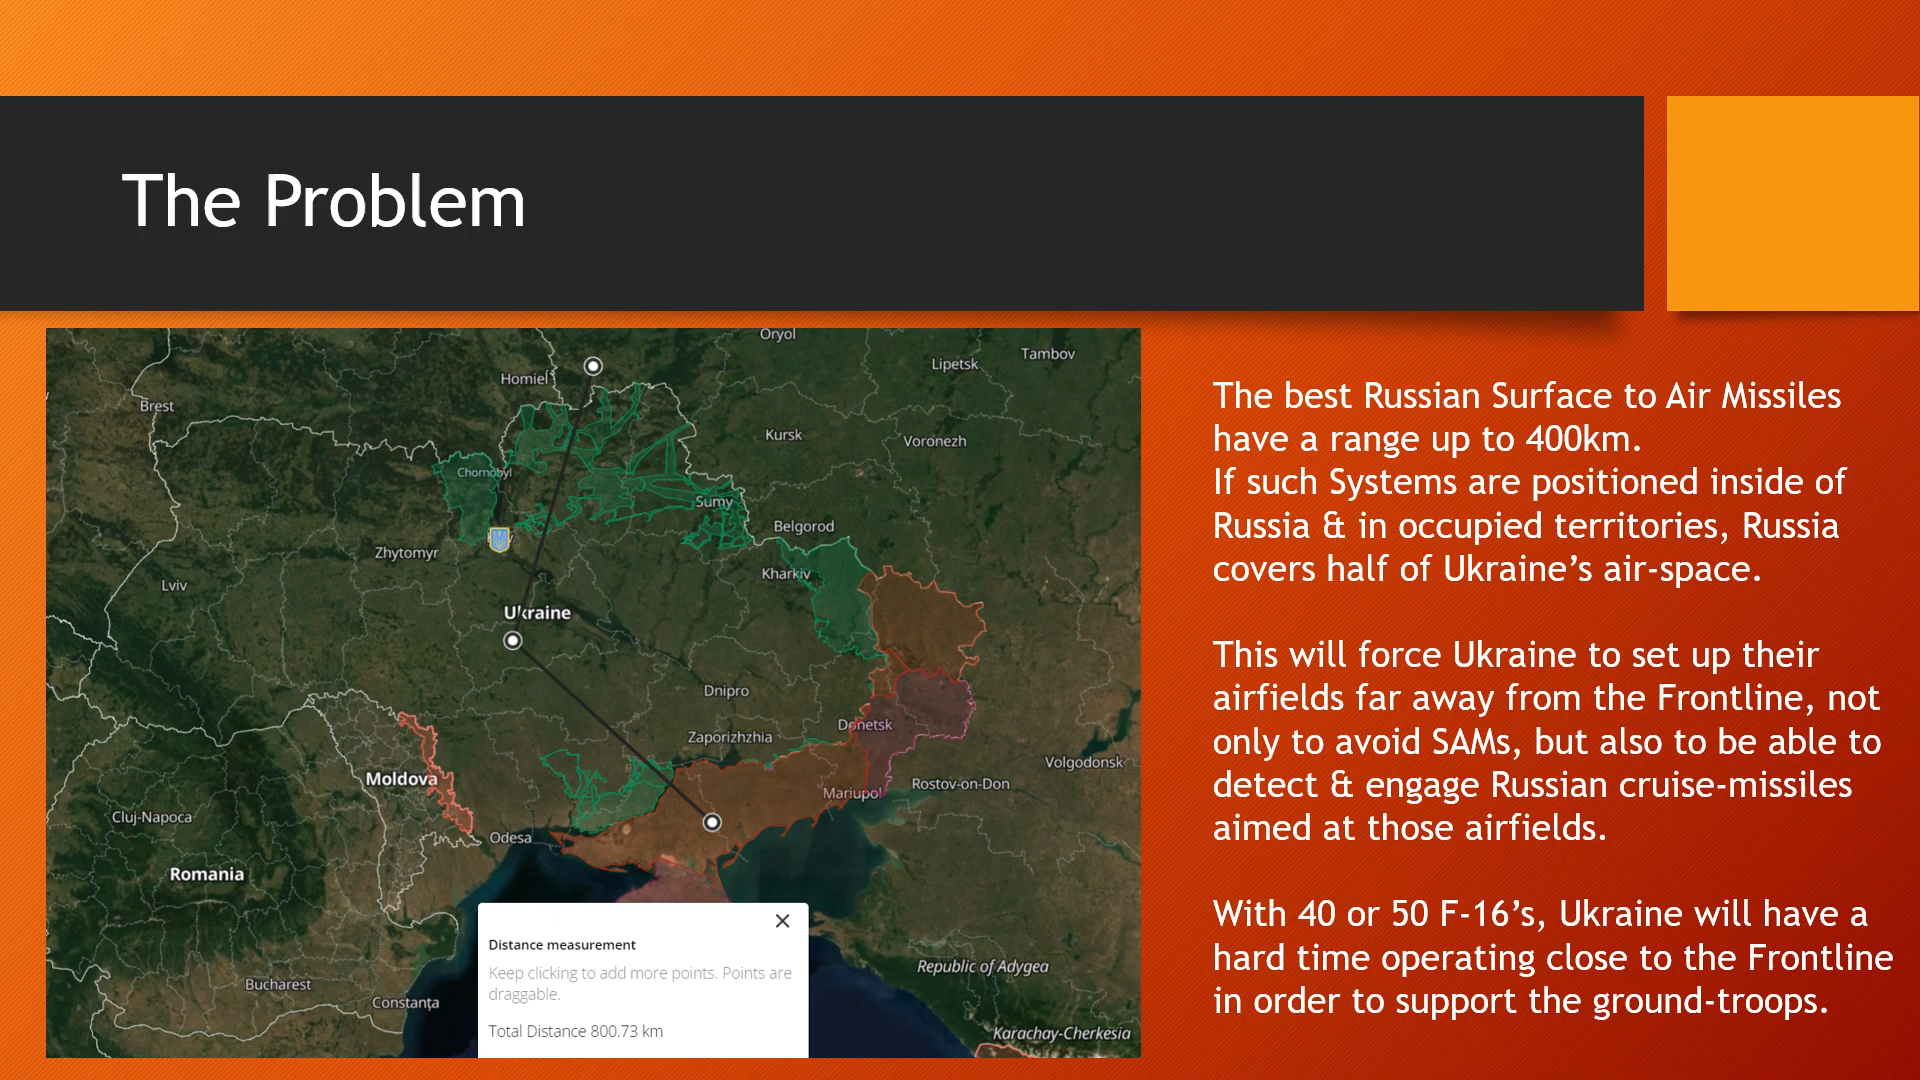 The Problem
Oryol
Tambov
Lipetsk
Homiel
Brest
Kursk
Voronezh
Chornobyl
Sumy
Belgorod
Zhytomyr
Kharkiv
Lviv
Ukraine
Dnipro
Donetsk
Zaporizhzhia
Volgodonsk
Moldova
Rostov-on-Don
Mariupol
Cluj-Napoca
Odesa
Romania
Republic of Adygea
Bucharest
Constanța
Karachay-Cherkesia
Distance measurement
Keep clicking to add more points. Points are
draggable.
Total Distance 800.73 km
The best Russian Surface to Air Missiles
have a range up to 400km.
If such Systems are positioned inside of
Russia & in occupied territories, Russia
covers half of Ukraine’s air-space.
This will force Ukraine to set up their
airfields far away from the Frontline, not
only to avoid SAMs, but also to be able to
detect & engage Russian cruise-missiles
aimed at those airfields.
With 40 or 50 F-16’s, Ukraine will have a
hard time operating close to the Frontline
in order to support the ground-troops.